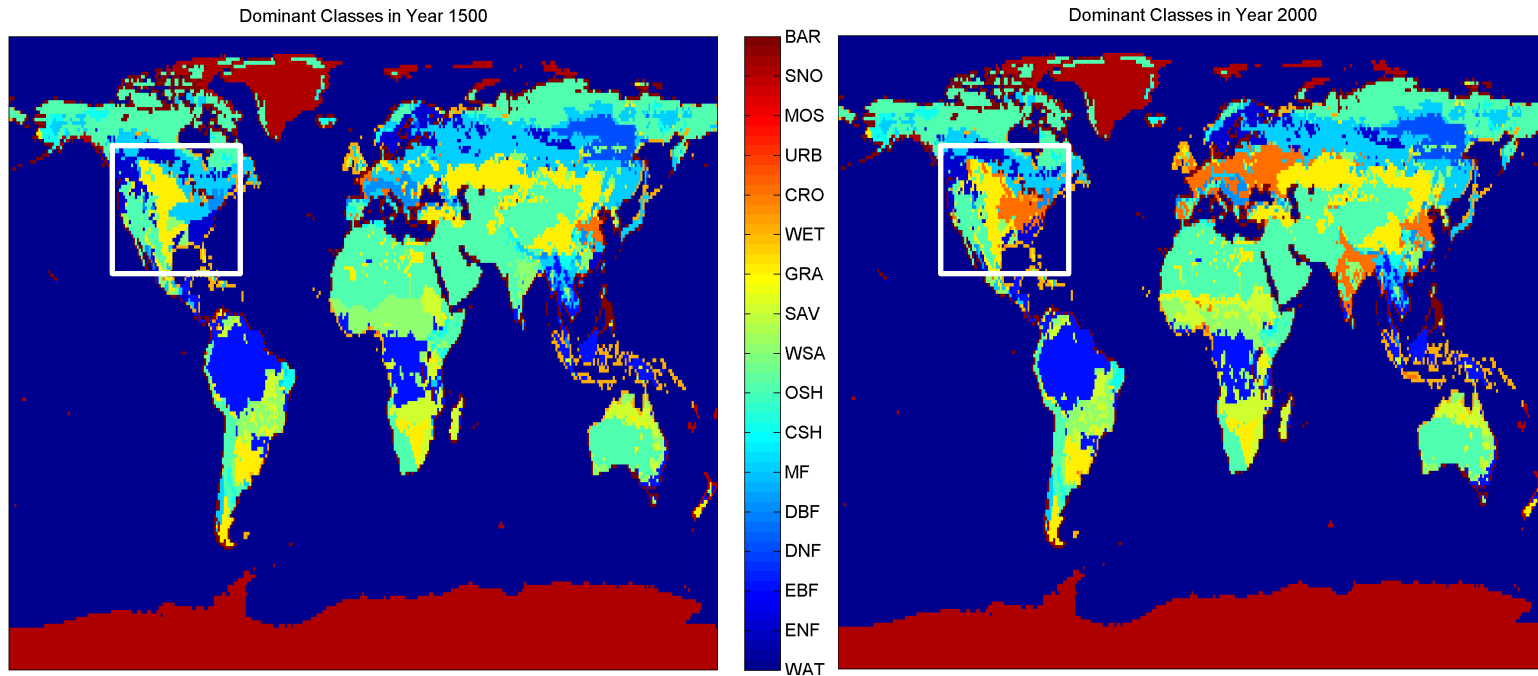 Dominant Classes in Year 1500
Dominant Classes in Year 2000
BAR
SNO
MOS
URB
CRO
WET
GRA
SAV
WSA
OSH
CSH
MF
DBF
DNF
EBF
ENF
WAT